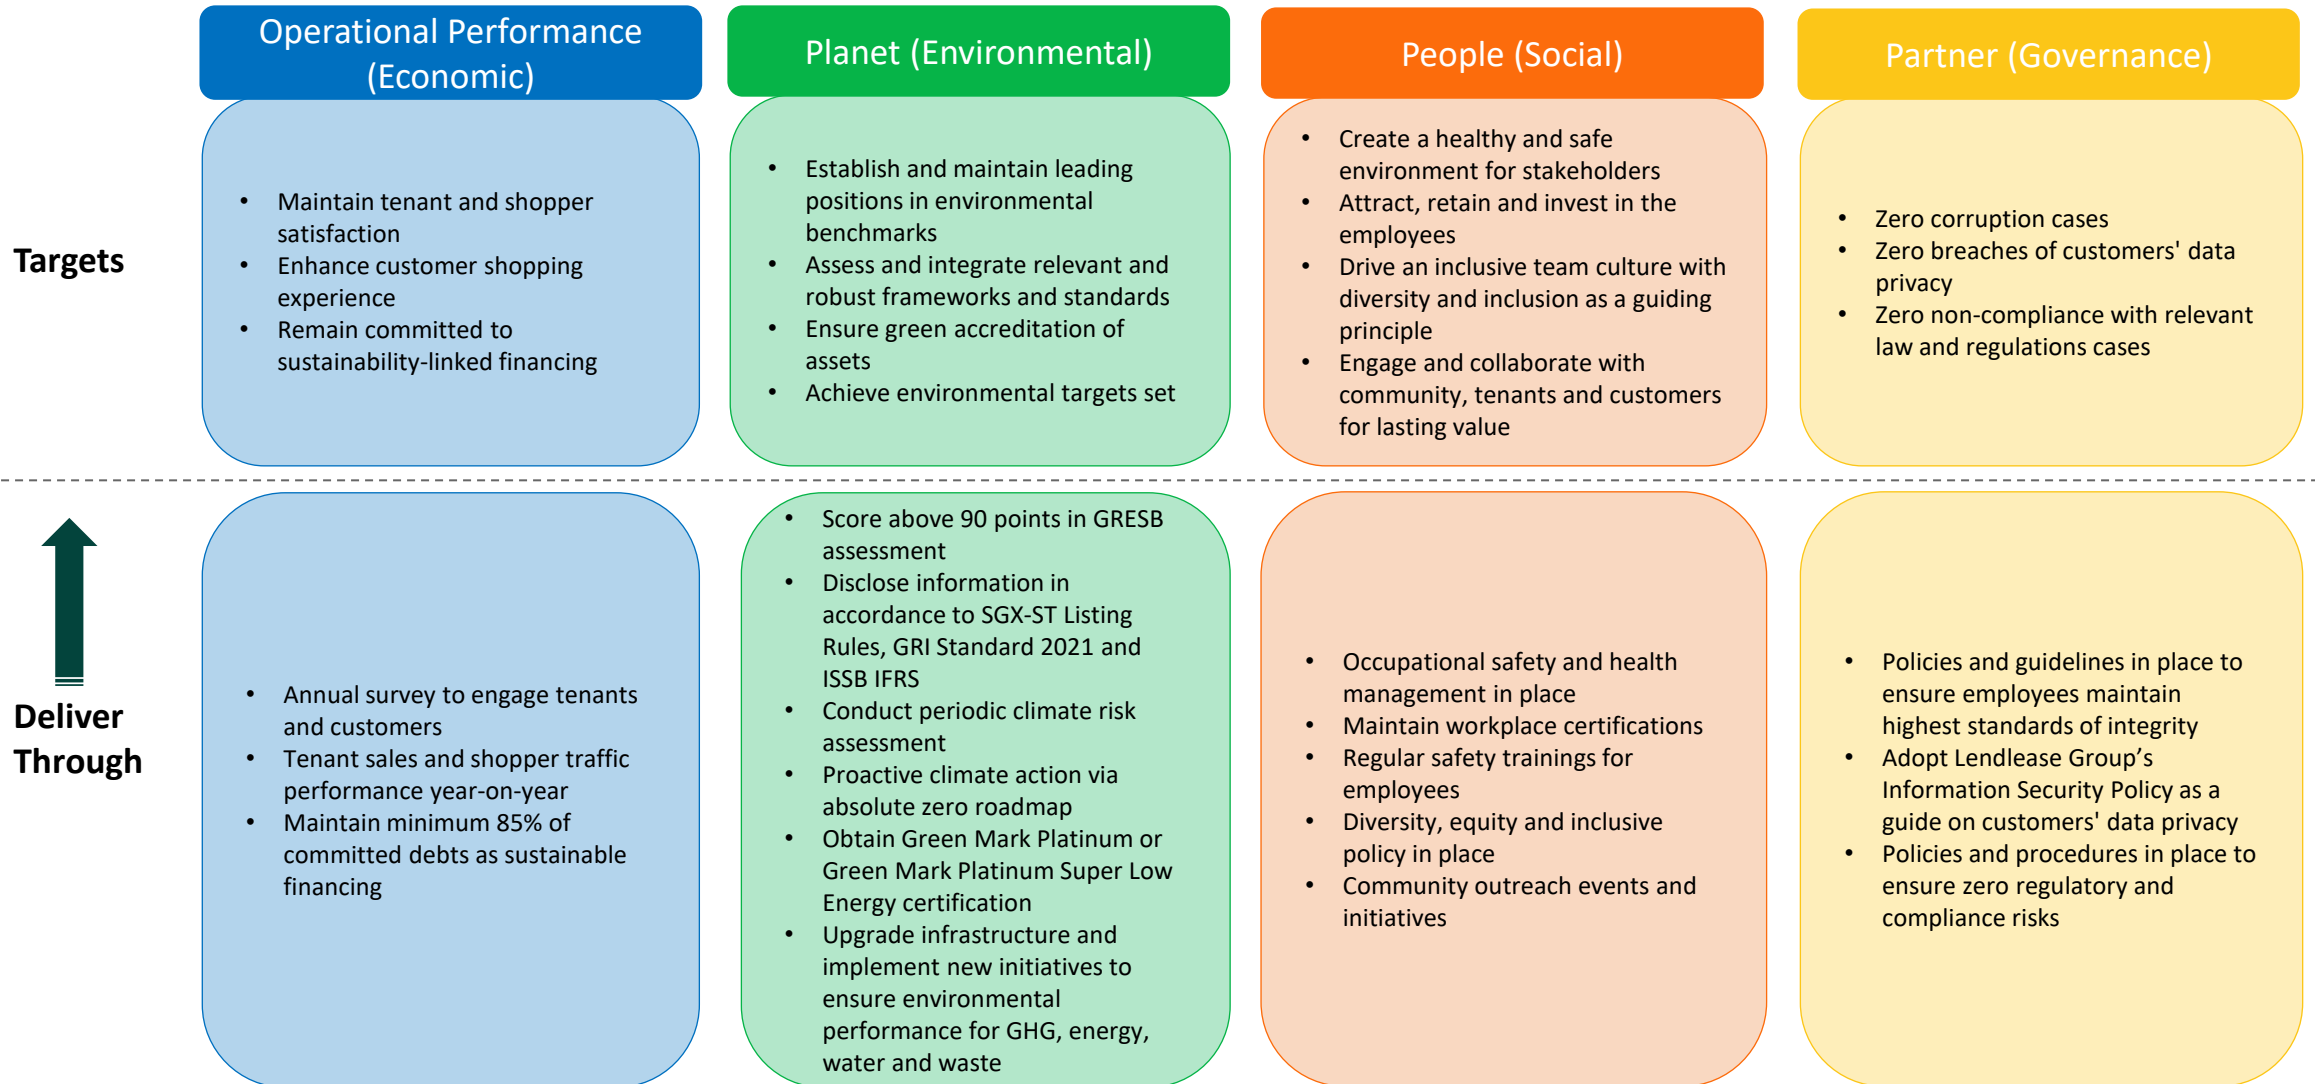 Operational Performance
(Economic)
Planet (Environmental)
People (Social)
Partner (Governance)
Targets
• Maintain tenant and shopper
satisfaction
• Enhance customer shopping
experience
• Remain committed to
sustainability-linked financing
• Establish and maintain leading
positions in environmental
benchmarks
• Assess and integrate relevant and
robust frameworks and standards
• Ensure green accreditation of
assets
• Achieve environmental targets set
• Create a healthy and safe
environment for stakeholders
• Attract, retain and invest in the
employees
• Drive an inclusive team culture with
diversity and inclusion as a guiding
principle
• Engage and collaborate with
community, tenants and customers
for lasting value
• Zero corruption cases
• Zero breaches of customers' data
privacy
• Zero non-compliance with relevant
law and regulations cases
Deliver
Through
• Annual survey to engage tenants
and customers
• Tenant sales and shopper traffic
performance year-on-year
• Maintain minimum 85% of
committed debts as sustainable
financing
• Score above 90 points in GRESB
assessment
• Disclose information in
accordance to SGX-ST Listing
Rules, GRI Standard 2021 and
ISSB IFRS
• Conduct periodic climate risk
assessment
• Proactive climate action via
absolute zero roadmap
• Obtain Green Mark Platinum or
Green Mark Platinum Super Low
Energy certification
• Upgrade infrastructure and
implement new initiatives to
ensure environmental
performance for GHG, energy,
water and waste
• Occupational safety and health
management in place
• Maintain workplace certifications
• Regular safety trainings for
employees
• Diversity, equity and inclusive
policy in place
• Community outreach events and
initiatives
• Policies and guidelines in place to
ensure employees maintain
highest standards of integrity
• Adopt Lendlease Group’s
Information Security Policy as a
guide on customers' data privacy
• Policies and procedures in place to
ensure zero regulatory and
compliance risks